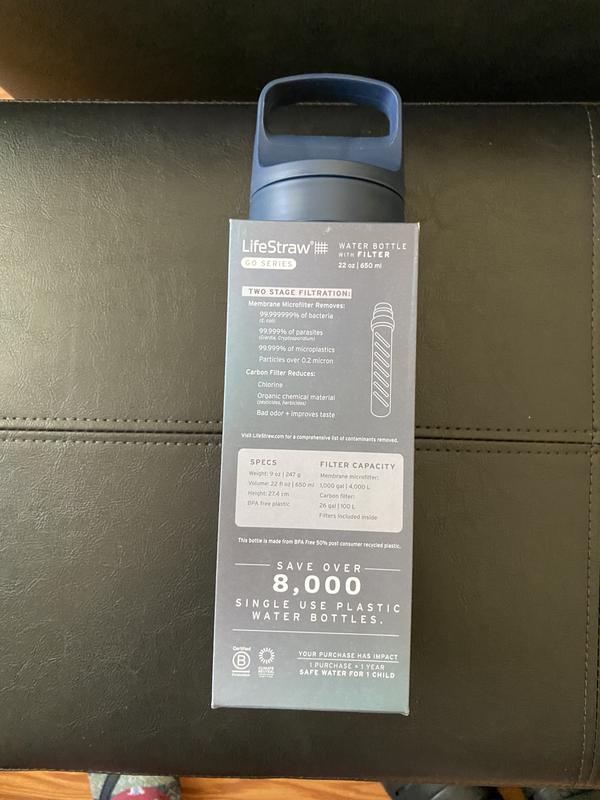 LifeStraw®
GO SERIES
WATER BOTTLE
WITH FILTER
22 oz | 650 ml
TWO STAGE FILTRATION:
Membrane Microfilter Removes:
99.999999% of bacteria
(E. coli)
99.999% of parasites
(Giardia, Cryptosporidium)
99.999% of microplastics
Particles over 0.2 micron
Carbon Filter Reduces:
Chlorine
Organic chemical material
(pesticides, herbicides)
Bad odor + improves taste
Visit LifeStraw.com for a comprehensive list of contaminants removed.
SPECS
Weight: 9 oz | 247 g
Volume: 22 fl oz | 650 ml
Height: 27.4 cm
BPA free plastic
FILTER CAPACITY
Membrane microfilter:
1,000 gal | 4,000 L
Carbon filter:
26 gal | 100 L
Filters included inside
This bottle is made from BPA Free 50% post consumer recycled plastic.
SAVE OVER
8,000
SINGLE USE PLASTIC
WATER BOTTLES.
Certified
B
Corporation
CLIMATE
NEUTRAL
YOUR PURCHASE HAS IMPACT
1 PURCHASE = 1 YEAR
SAFE WATER FOR 1 CHILD